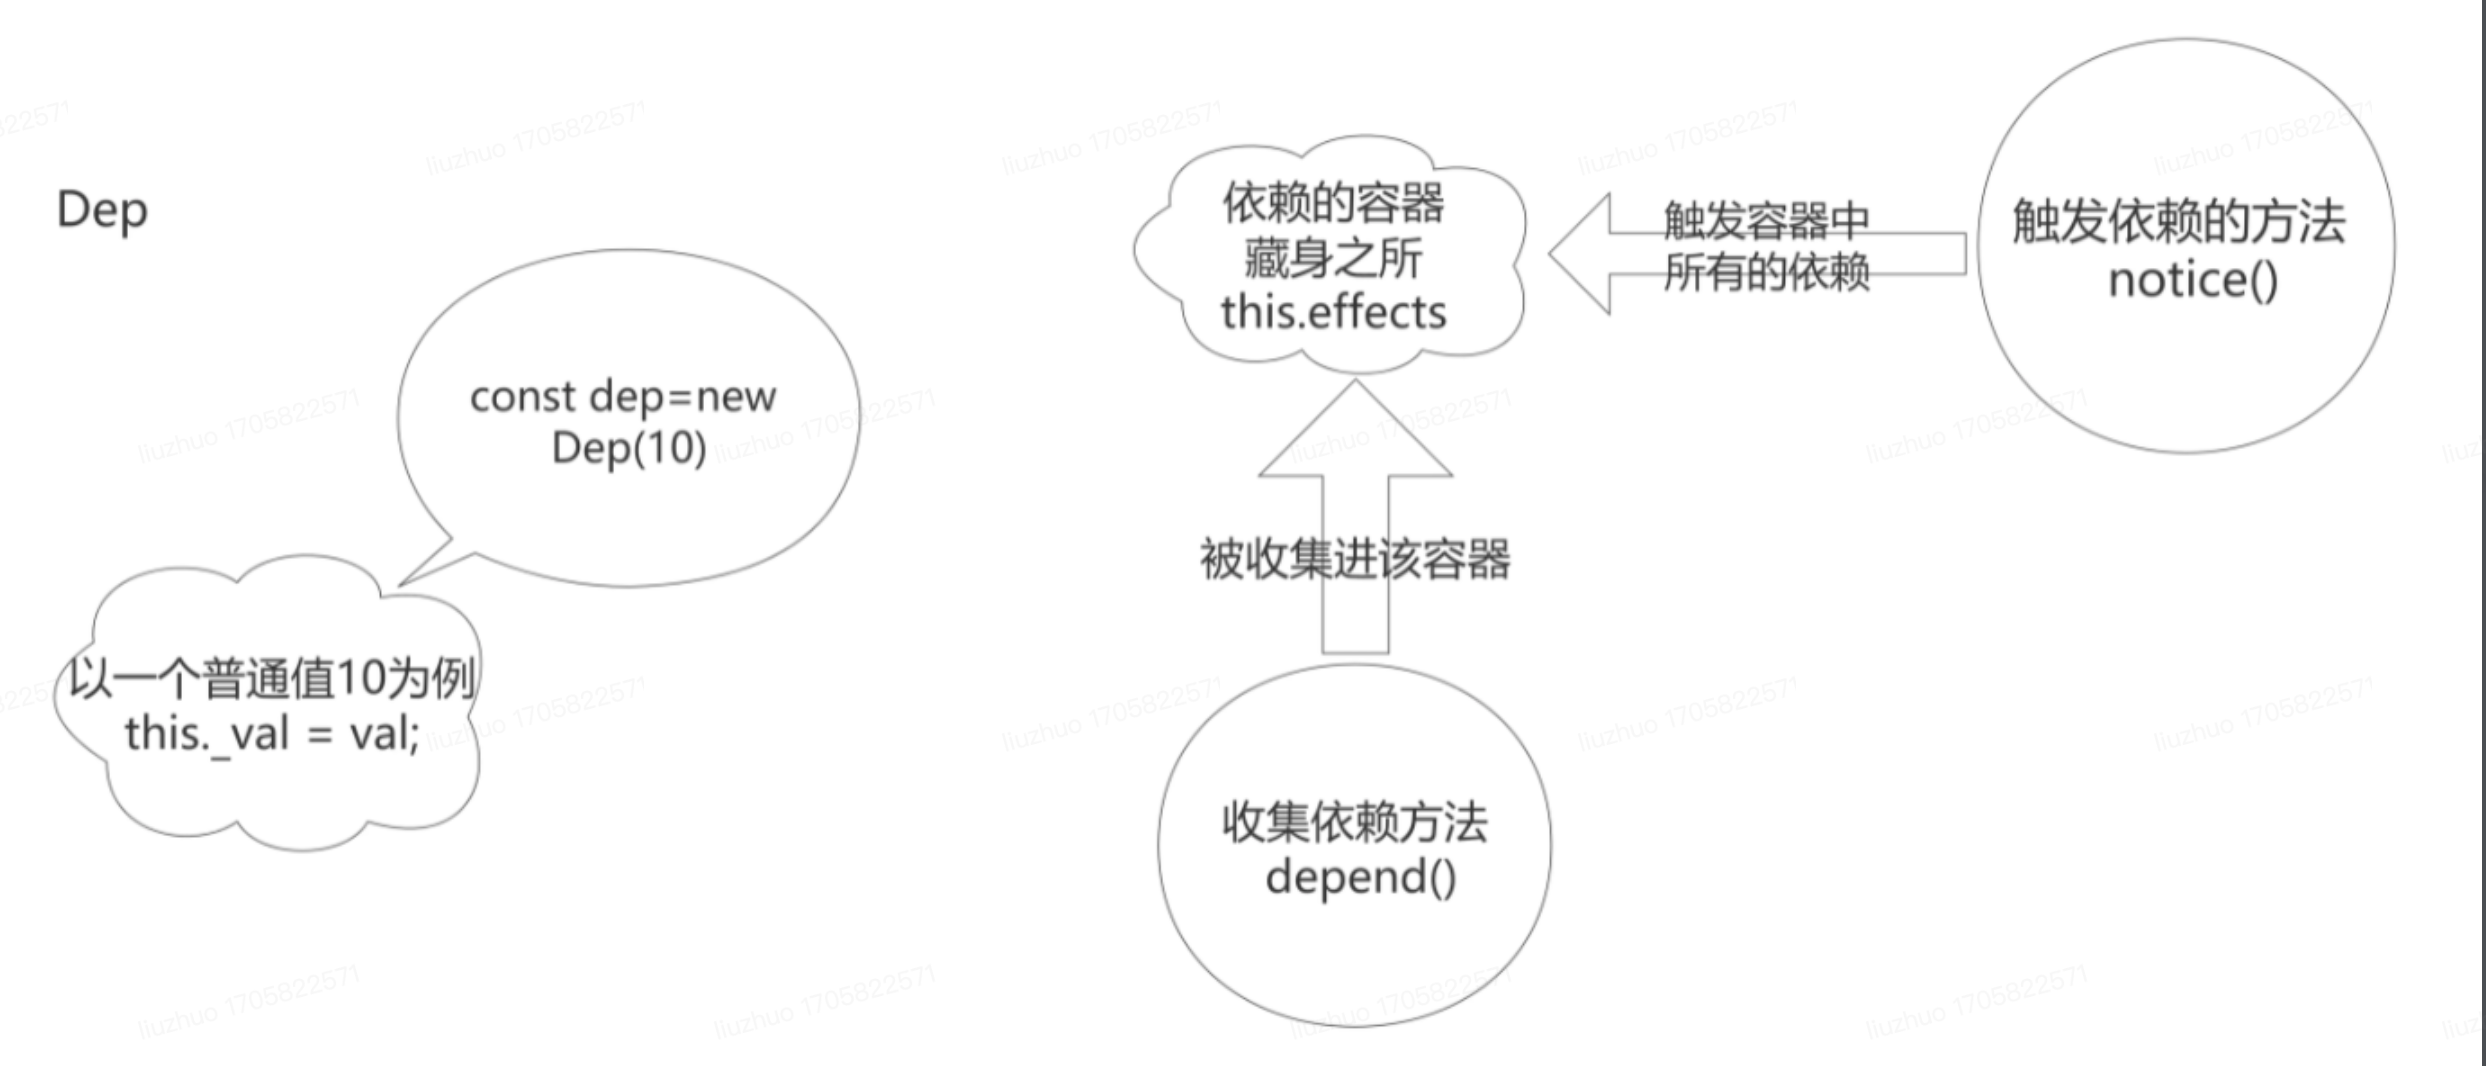 Dep
const dep=new
Dep(10)
以一个普通值10为例
this._val = val;
依赖的容器
藏身之所
this.effects
触发容器中
所有的依赖
触发依赖的方法
notice()
被收集进该容器
收集依赖方法
depend()
liuzhuo 1705822571